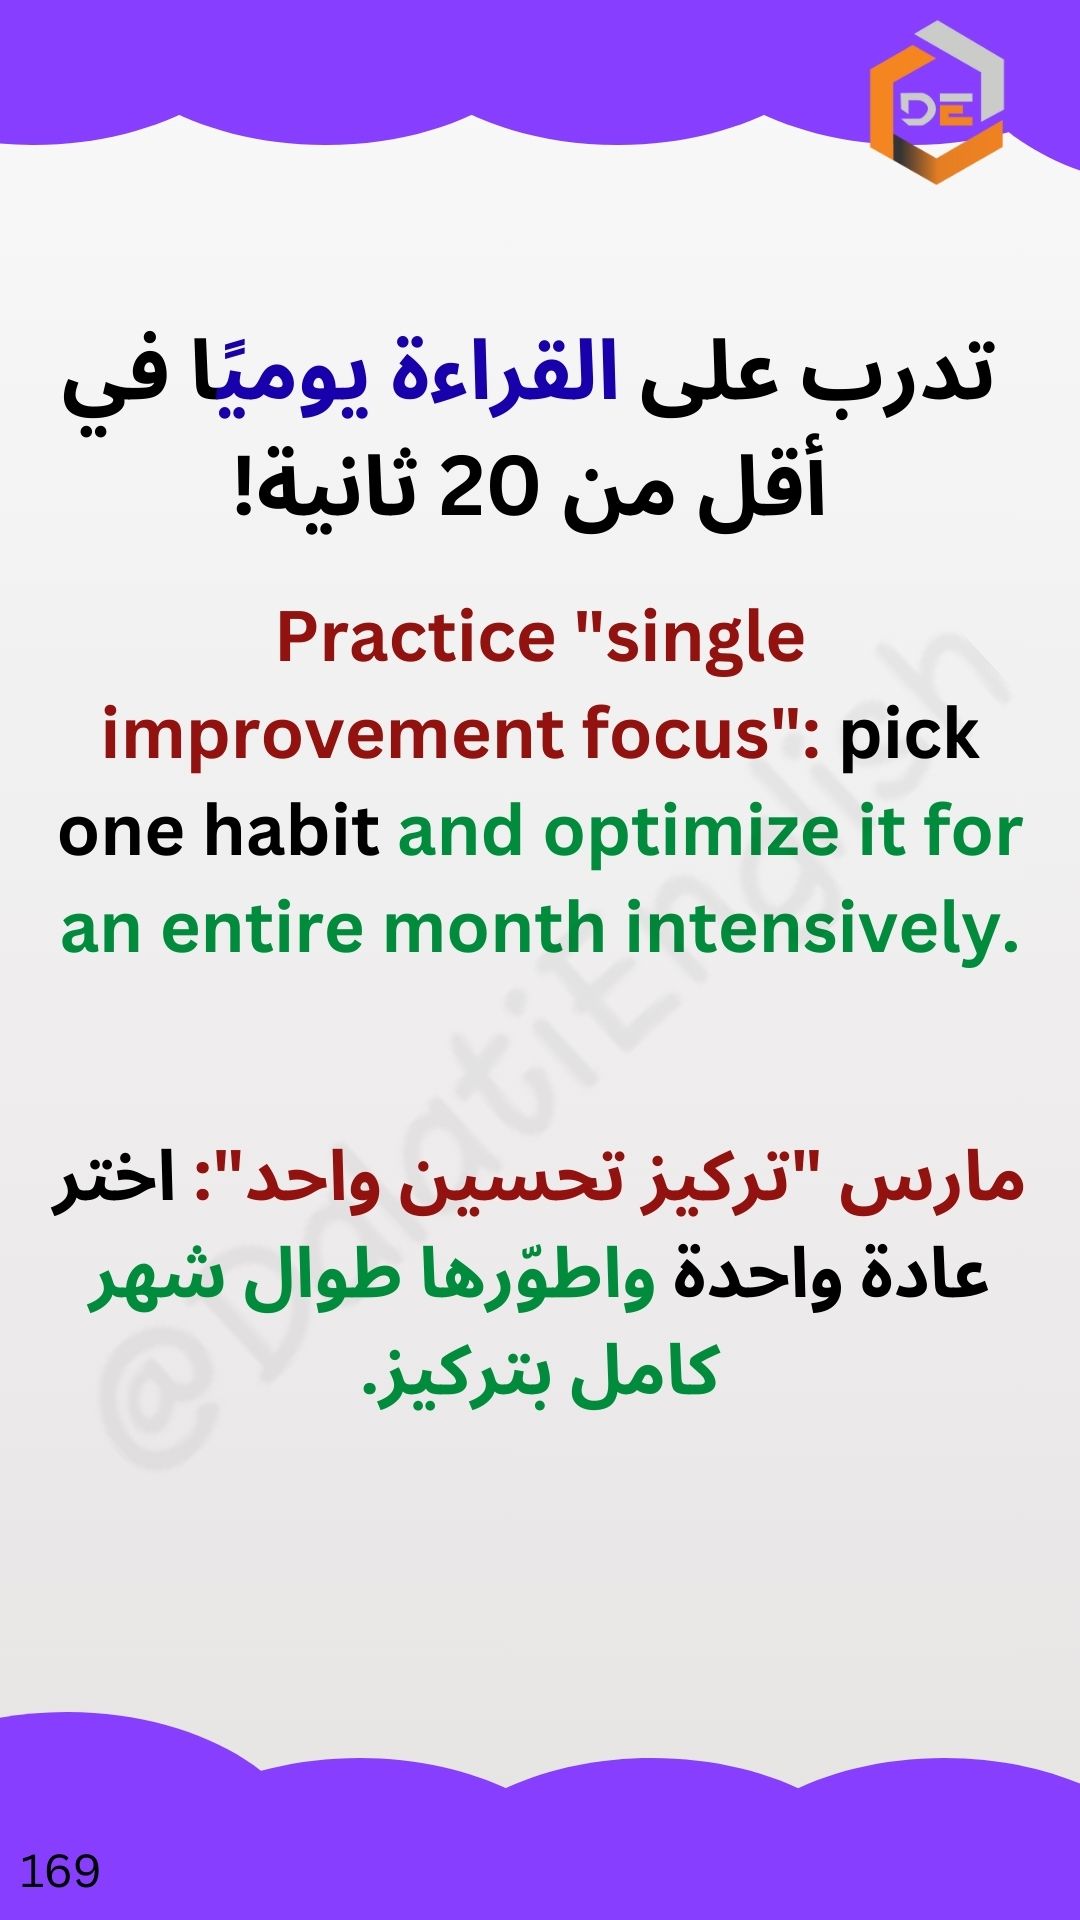 DE
تدرب على القراءة يوميًا في
أقل من 20 ثانية!
Practice "single
improvement focus": pick
one habit and optimize it for
an entire month intensively.
@DalatiEnglish
مارس "تركيز تحسين واحد": اختر
عادة واحدة واطوّرها طوال شهر
كامل بتركيز.
169